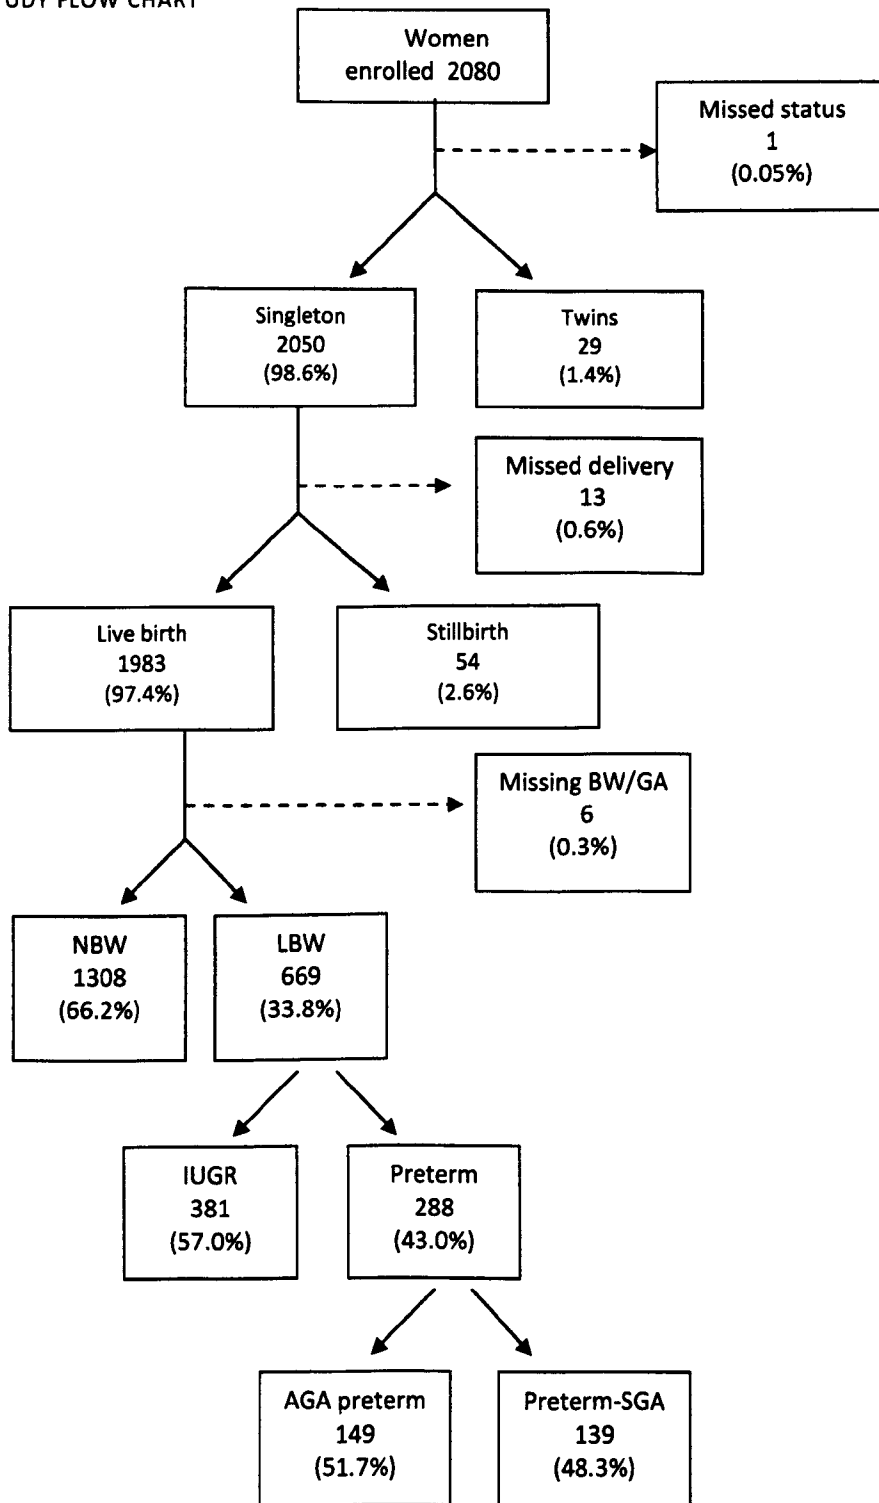 UDY FLOW CHART
Women
enrolled 2080
Missed status
1
(0.05%)
Singleton
2050
(98.6%)
Twins
29
(1.4%)
Missed delivery
13
(0.6%)
Live birth
1983
(97.4%)
Stillbirth
54
(2.6%)
Missing BW/GA
6
(0.3%)
NBW
1308
(66.2%)
LBW
669
(33.8%)
IUGR
381
(57.0%)
Preterm
288
(43.0%)
AGA preterm
149
(51.7%)
Preterm-SGA
139
(48.3%)